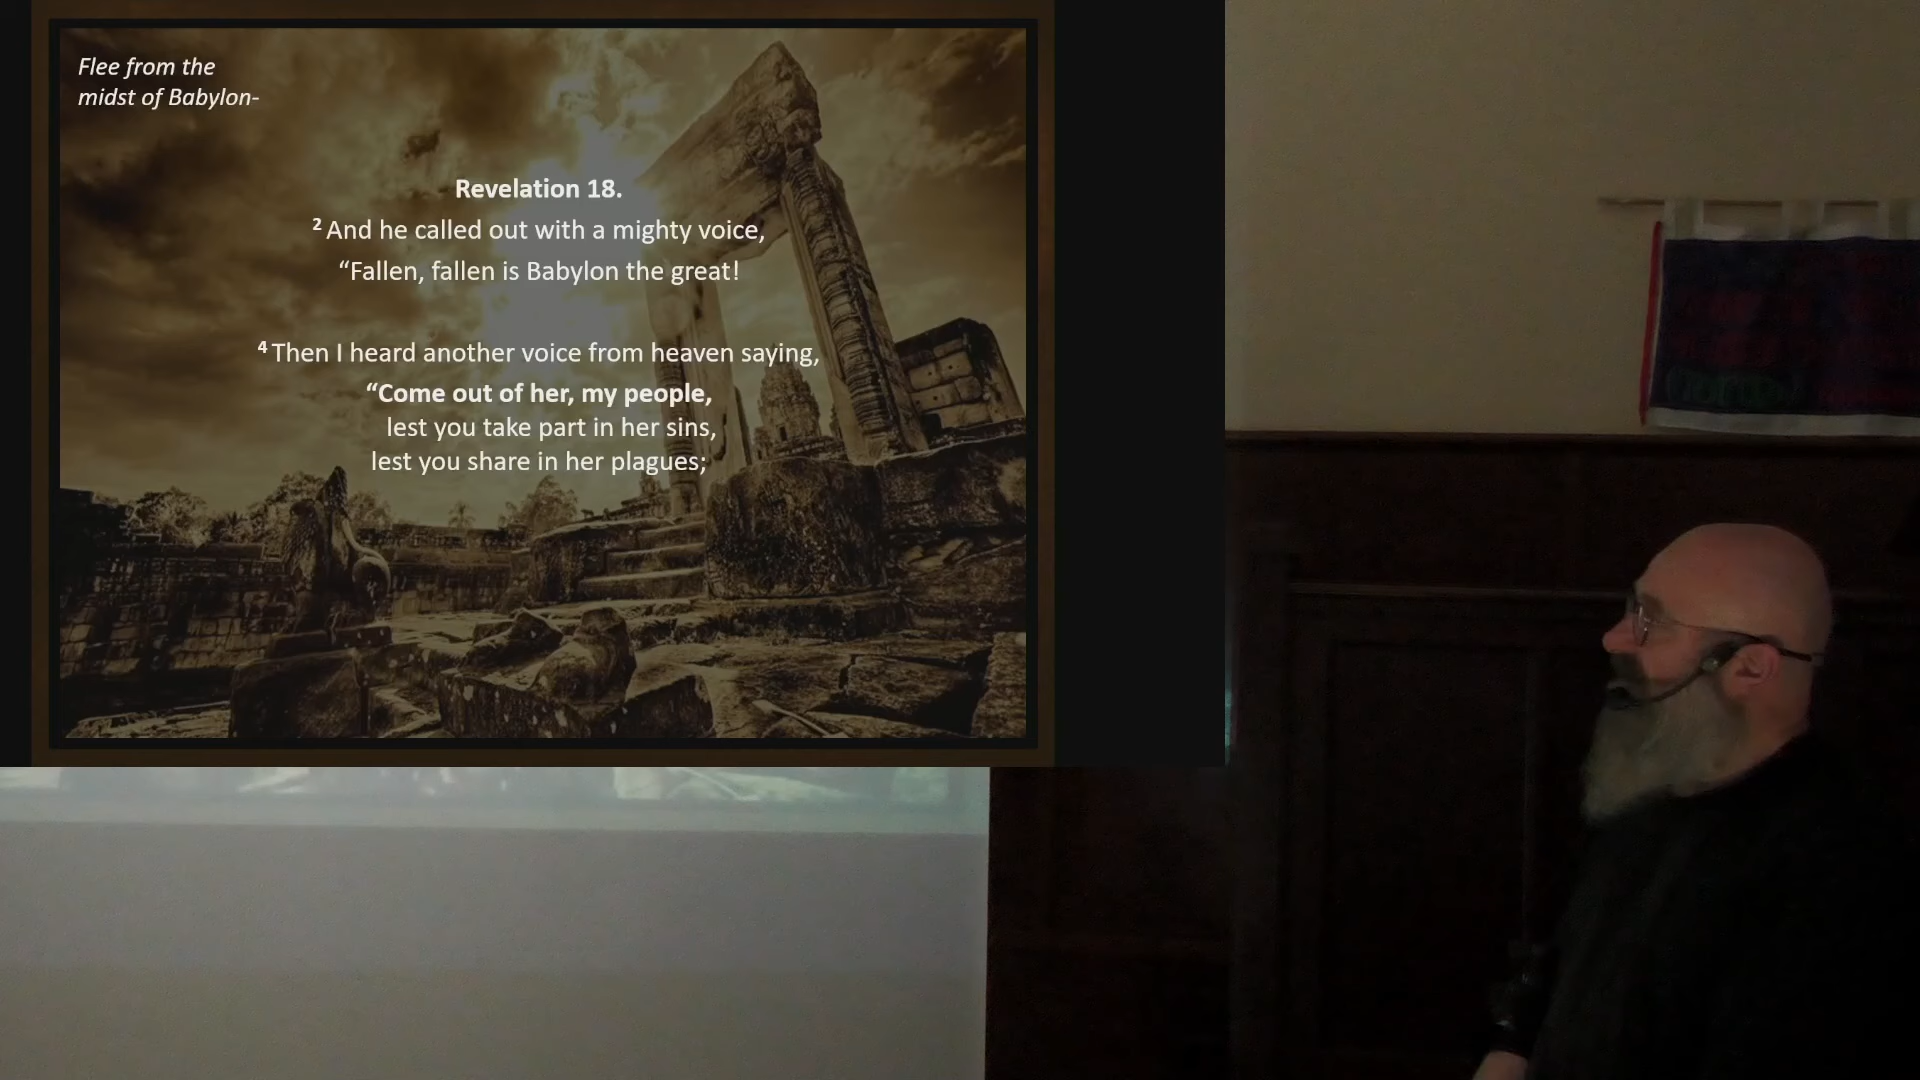 Flee from the
midst of Babylon-
Revelation 18.
2 And he called out with a mighty voice,
“Fallen, fallen is Babylon the great!
4 Then I heard another voice from heaven saying,
“Come out of her, my people,
lest you take part in her sins,
lest you share in her plagues;